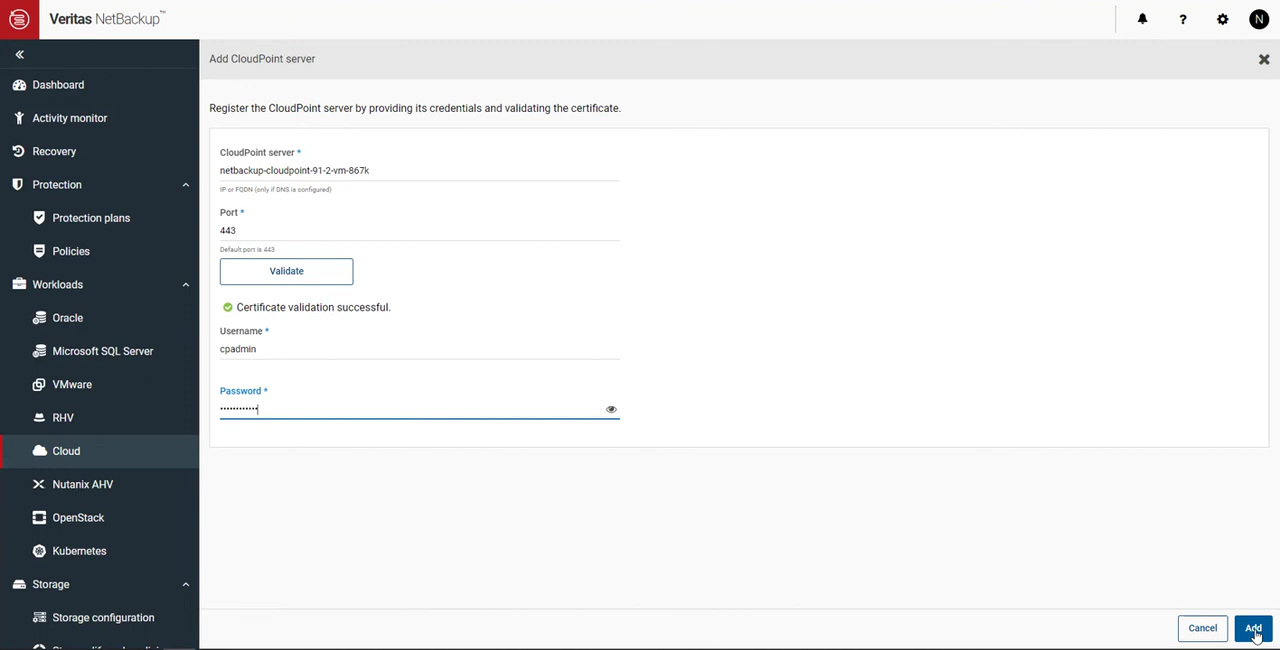 Veritas NetBackup™
N
Add CloudPoint server
Dashboard
Activity monitor
Recovery
Protection
Protection plans
Policies
Workloads
Oracle
Microsoft SQL Server
VMware
RHV
Cloud
Nutanix AHV
OpenStack
Kubernetes
Storage
Storage configuration
Register the CloudPoint server by providing its credentials and validating the certificate.
CloudPoint server *
netbackup-cloudpoint-91-2-vm-867k
IP or FQDN (only if DNS is configured)
Port *
443
Default port is 443
Validate
Certificate validation successful.
Username *
cpadmin
Password *
••••••••••••
Cancel
Add